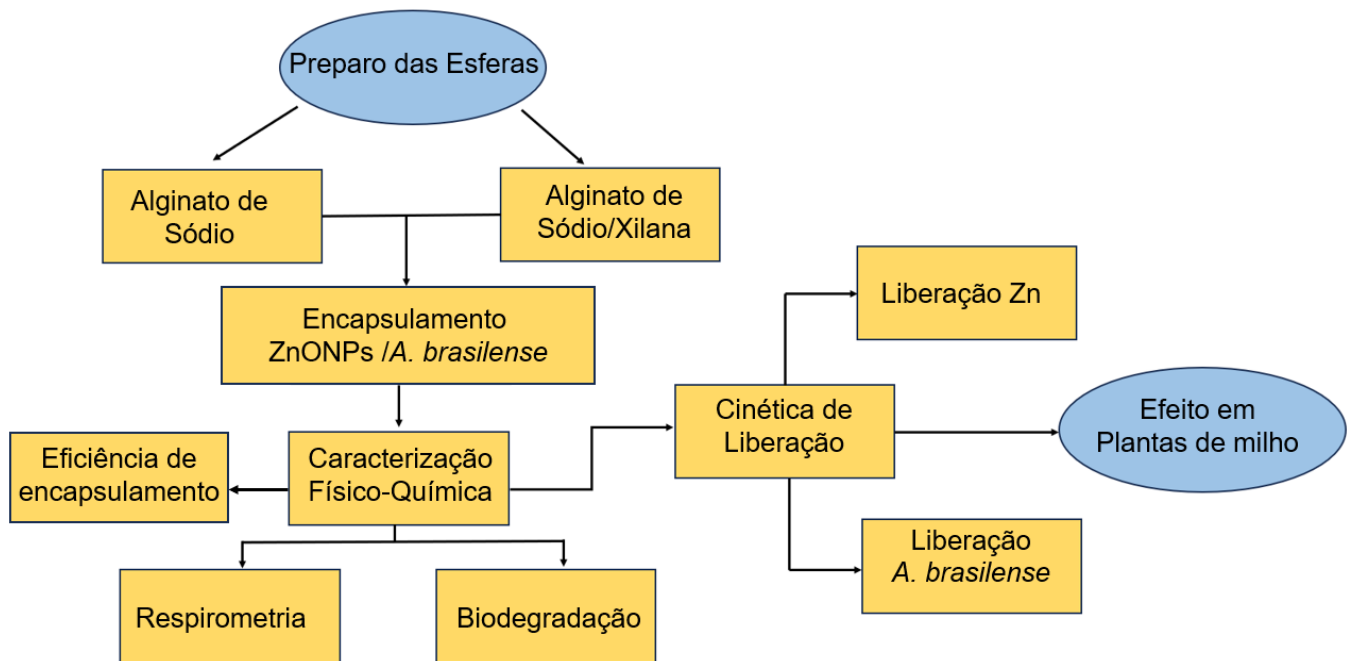 Preparo das Esferas
Alginato de
Sódio
Alginato de
Sódio/Xilana
Encapsulamento
ZnONPs /A. brasilense
Caracterização
Físico-Química
Eficiência de
encapsulamento
Respirometria
Biodegradação
Cinética de
Liberação
Liberação Zn
Efeito em
Plantas de milho
Liberação
A. brasilense